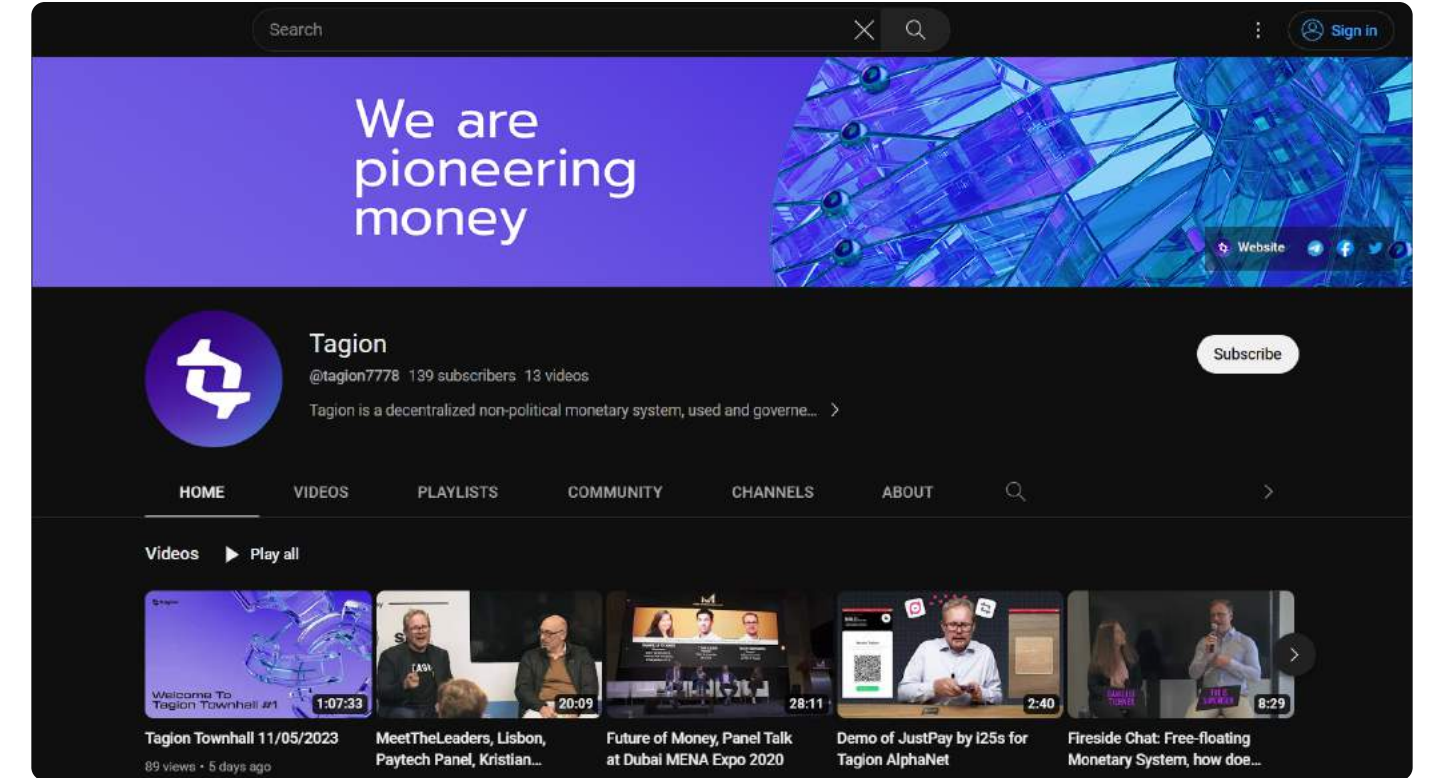 Search
Sign in
We are
pioneering
money
Website
Tagion
@tagion7778 139 subscribers 13 videos
Tagion is a decentralized non-political monetary system, used and governe...
Subscribe
HOME VIDEOS PLAYLISTS COMMUNITY CHANNELS ABOUT
Videos Play all
tagion
Welcome To
Tagion Townhall #1
1:07:33
20:09
28:11
2:40
8:29
Tagion Townhall 11/05/2023
89 views • 5 days ago
MeetTheLeaders, Lisbon,
Paytech Panel, Kristian...
Future of Money, Panel Talk
at Dubai MENA Expo 2020
Demo of JustPay by i25s for
Tagion AlphaNet
Fireside Chat: Free-floating
Monetary System, how doe...